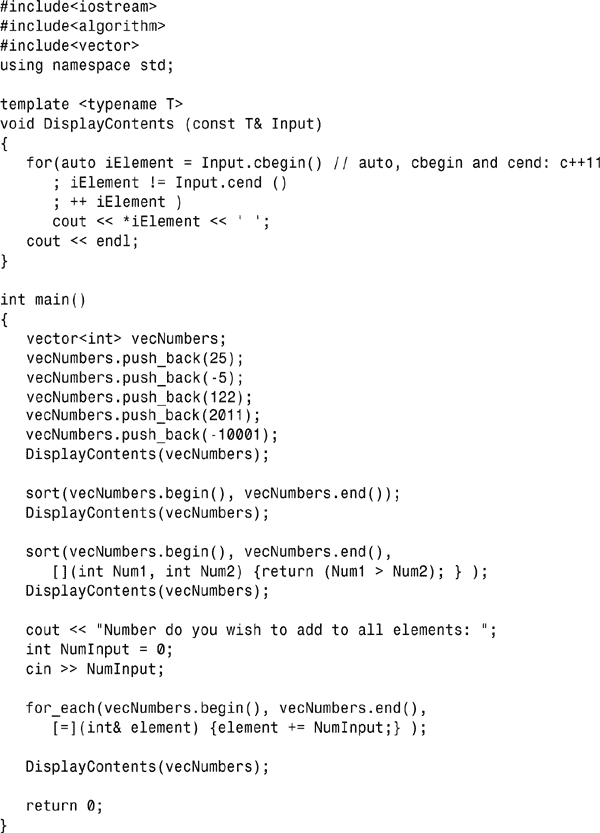 #include<iostream>
#include<algorithm>
#include<vector>
using namespace std;

template <typename T>
void DisplayContents (const T& Input)
{
   for(auto iElement = Input.cbegin() // auto, cbegin and cend: c++11
      ; iElement != Input.cend ()
      ; ++ iElement )
      cout << *iElement << ' ';
   cout << endl;
}

int main()
{
   vector<int> vecNumbers;
   vecNumbers.push_back(25);
   vecNumbers.push_back(-5);
   vecNumbers.push_back(122);
   vecNumbers.push_back(2011);
   vecNumbers.push_back(-10001);
   DisplayContents(vecNumbers);

   sort(vecNumbers.begin(), vecNumbers.end());
   DisplayContents(vecNumbers);

   sort(vecNumbers.begin(), vecNumbers.end(),
      [](int Num1, int Num2) {return (Num1 > Num2); } );
   DisplayContents(vecNumbers);

   cout << "Number do you wish to add to all elements: ";
   int NumInput = 0;
   cin >> NumInput;

   for_each(vecNumbers.begin(), vecNumbers.end(),
      [=](int& element) {element += NumInput;} );

   DisplayContents(vecNumbers);

   return 0;
}